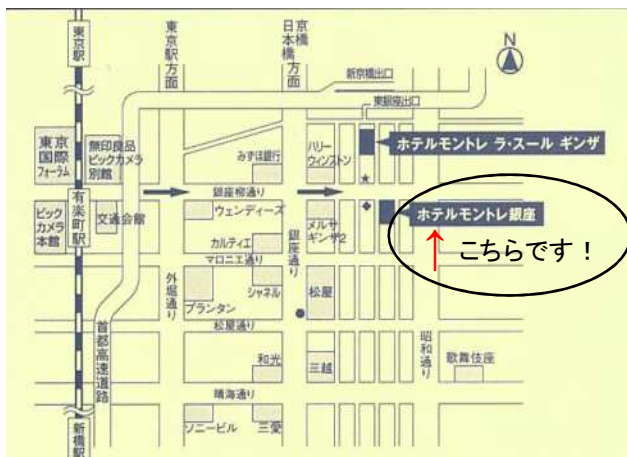 東京駅
東京駅方面
京橋
日本橋方面
N
新京橋出口
東銀座出口
東京
国際
フォーラム
無印良品
ビックカメラ
別館
みずほ銀行
ハリー
ウィンストン
ホテルモントレ ラ・スール ギンザ
銀座柳通り
有楽町駅
ビック
カメラ
本館
交通会館
ウェンディーズ
メルサ
ギンザ2
ホテルモントレ銀座
こちらです!
カルティエ
マロニエ通り
銀座通り
外堀通り
プランタン
シャネル
松屋
松屋通り
首都高速道路
和光
三越
昭和通り
歌舞伎座
晴海通り
ソニービル
三愛
新橋駅